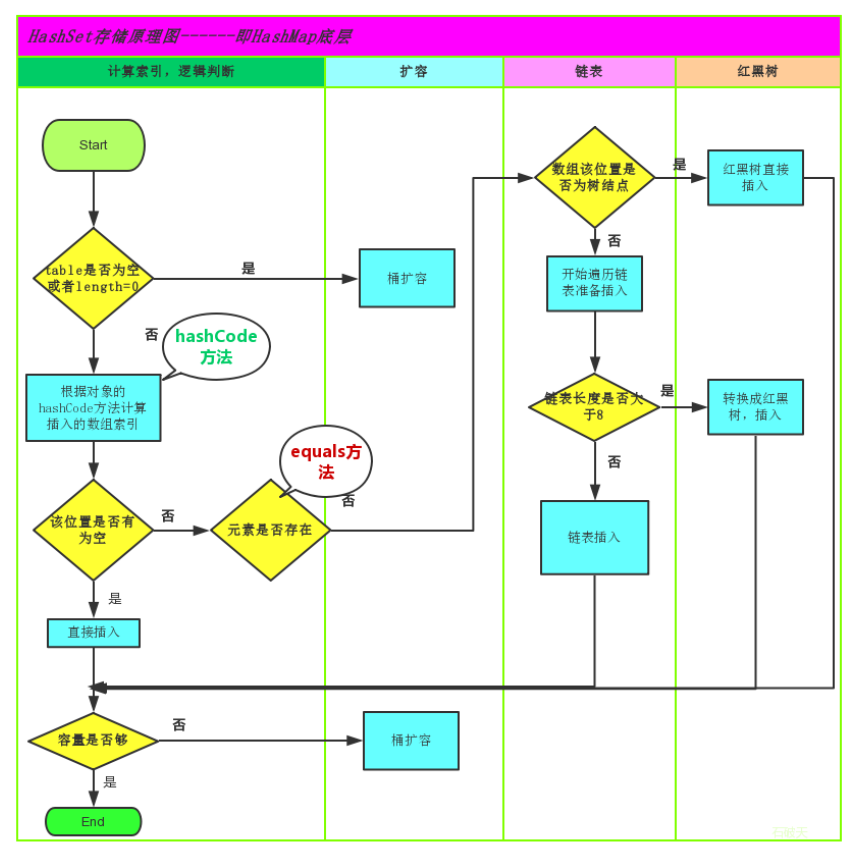 HashSet存储原理图------即HashMap底层
计算索引，逻辑判断
扩容
链表
红黑树
Start
table是否为空
或者length=0
是
桶扩容
否
hashCode
方法
根据对象的
hashCode方法计算
插入的数组索引
该位置是否有
为空
否
equals方
法
元素是否存在
否
是
直接插入
数组该位置是
否为树结点
是
红黑树直接
插入
否
开始遍历链
表准备插入
链表长度是否大
于8
是
转换成红黑
树，插入
否
链表插入
容量是否够
否
桶扩容
是
End